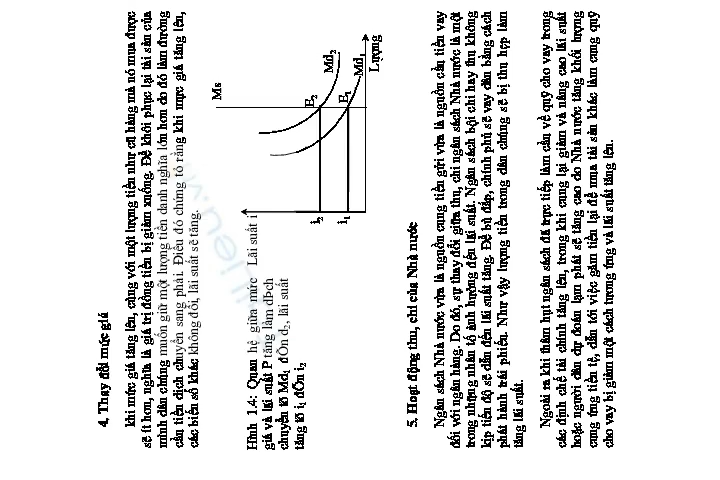 4. Thay đổi mức giá
khi mức giá tăng lên, cùng với một lượng tiền như cũ hàng mà nó mua được
sẽ ít hơn, nghĩa là giá trị đồng tiền bị giảm xuống. Để khôi phục lại tài sản của
mình dân chúng muốn giữ một lượng tiền danh nghĩa lớn hơn do đó làm đường
cầu tiền dịch chuyển sang phải. Điều đó chứng tỏ rằng khi mực giá tăng lên,
các biến số khác không đổi, lãi suất sẽ tăng.
Hình 1.4: Quan hệ giữa mức
giá và lãi suất P tăng làm dÞch
chuyển từ Md₁ đÕn d₂, lãi suất
tăng từ i₁ đÕn i₂
Lãi suất i
Ms
i₂
E₂
Md₂
i₁
E₁
Md₁
Lượng
5. Hoạt động thu, chi của Nhà nước
Ngân sách Nhà nước vừa là nguồn cung tiền gửi vừa là nguồn cầu tiền vay
đối với ngân hàng. Do đó, sự thay đổi giữa thu, chi ngân sách Nhà nước là một
trong những nhân tố ảnh hưởng đến lãi suất. Ngân sách bội chi hay thu không
kịp tiến độ sẽ dẫn đến lãi suất tăng. Để bù đắp, chính phủ sẽ vay dân bằng cách
phát hành trái phiếu. Như vậy lượng tiền trong dân chúng sẽ bị thu hẹp làm
tăng lãi suất.
Ngoài ra khi thâm hụt ngân sách đã trực tiếp làm cầu về quỹ cho vay trong
các định chế tài chính tăng lên, trong khi cung lại giảm và nâng cao lãi suất
hoặc người dân dự đoán lạm phát sẽ tăng cao do Nhà nước tăng khối lượng
cung ứng tiền tệ, dẫn tới việc găm tiền lại để mua tài sản khác làm cung quỹ
cho vay bị giảm một cách tương ứng và lãi suất tăng lên.